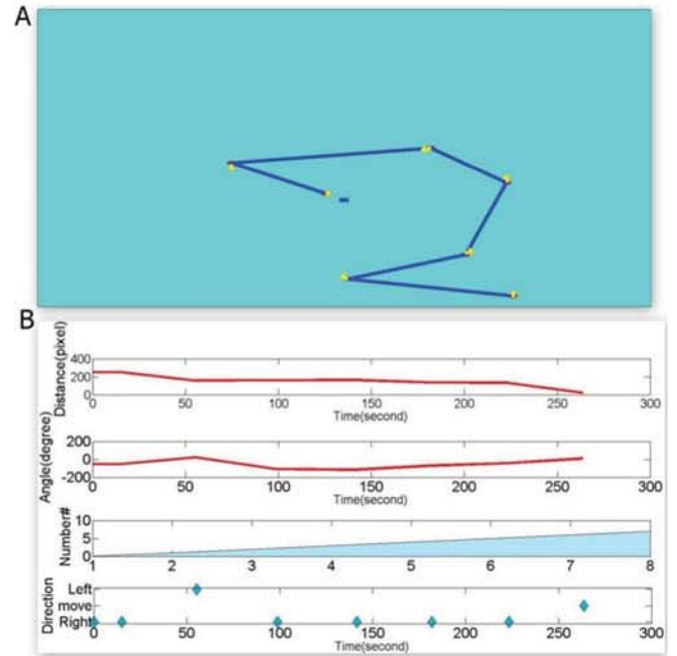 A
B
Distance(pixel)
400
200
0
0 50 100 150 200 250 300
Time(second)
Angle(degree)
200
0
-200
0 50 100 150 200 250 300
Time(second)
Number#
10
5
0
1 2 3 4 5 6 7 8
Direction
Left
move
Right
0 50 100 150 200 250 300
Time(second)